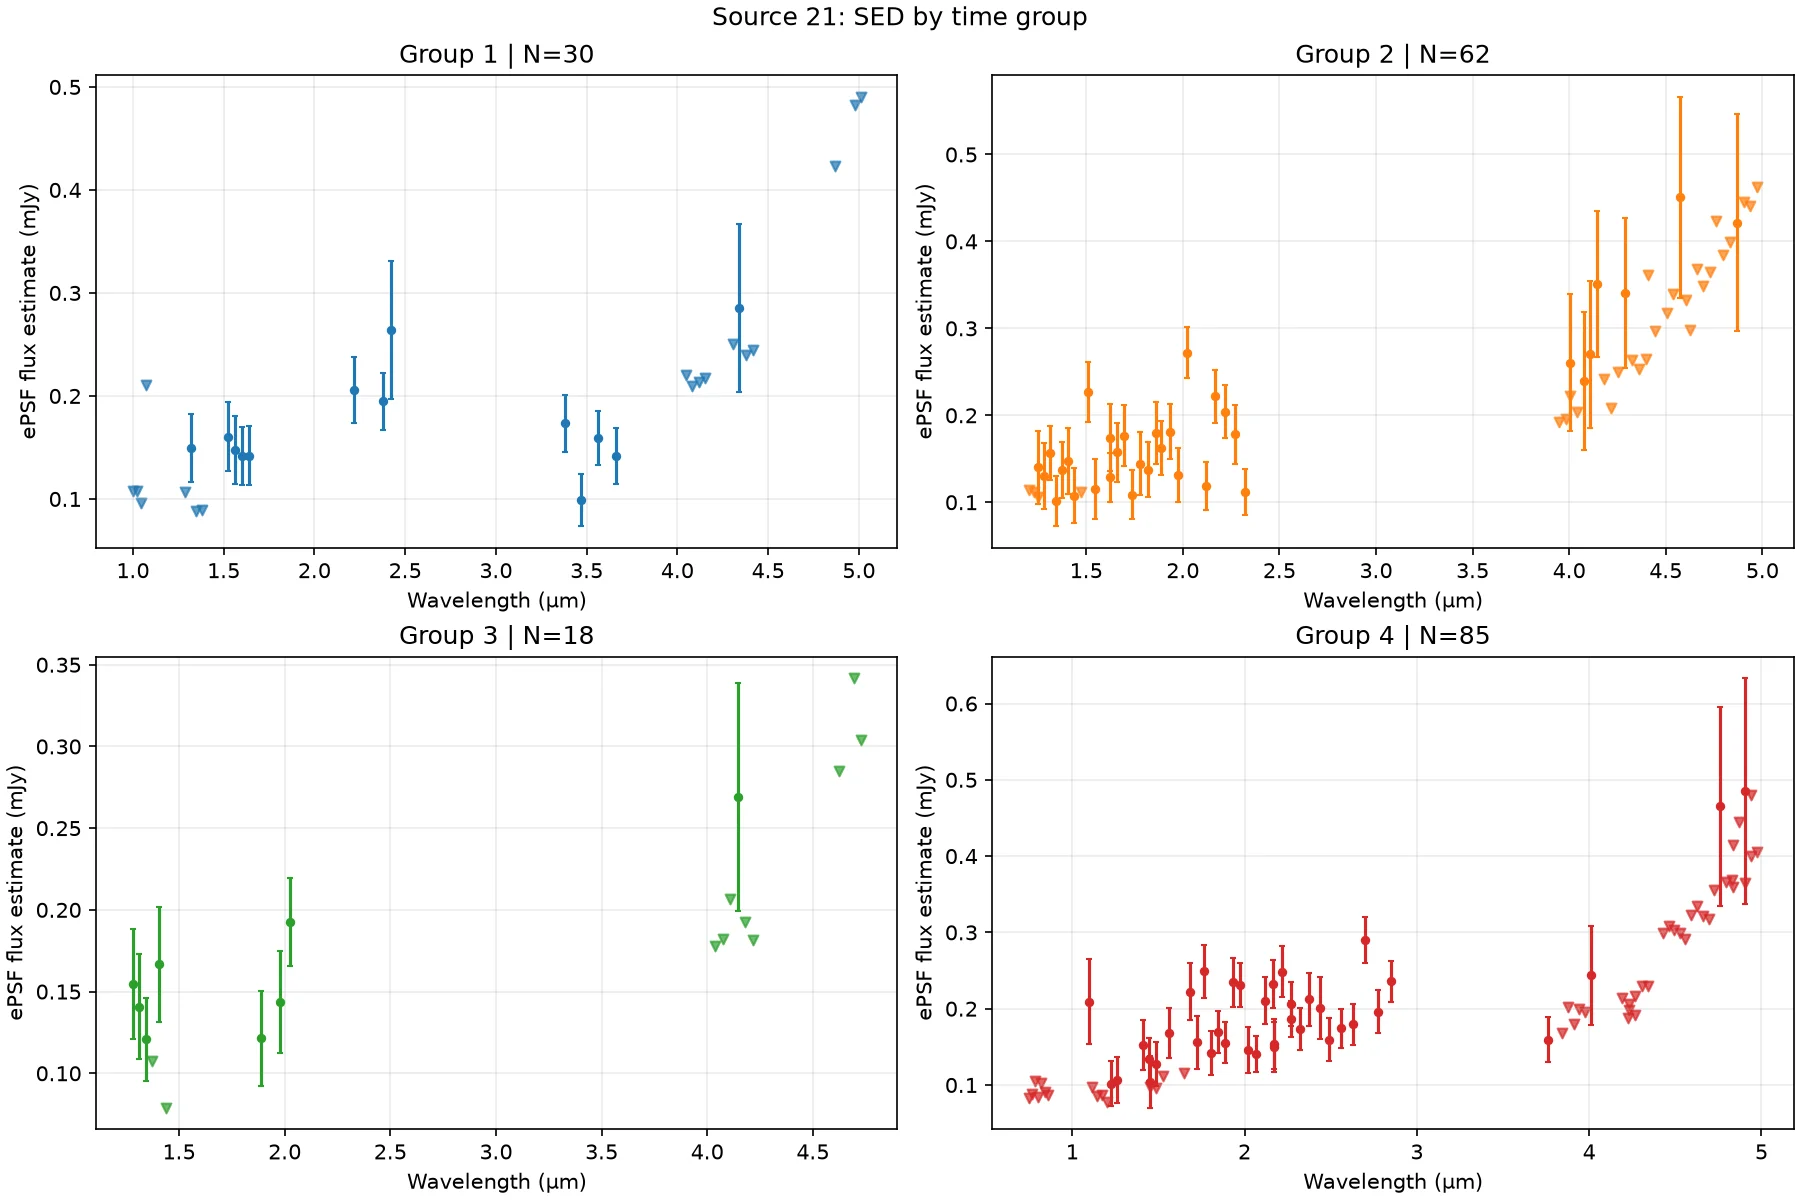 Source 21: SED by time group
Group 1 | N=30
ePSF flux estimate (mJy)
0.5
0.4
0.3
0.2
0.1
1.0 1.5 2.0 2.5 3.0 3.5 4.0 4.5 5.0
Wavelength (μm)
Group 2 | N=62
ePSF flux estimate (mJy)
0.5
0.4
0.3
0.2
0.1
1.5 2.0 2.5 3.0 3.5 4.0 4.5 5.0
Wavelength (μm)
Group 3 | N=18
ePSF flux estimate (mJy)
0.35
0.30
0.25
0.20
0.15
0.10
1.5 2.0 2.5 3.0 3.5 4.0 4.5
Wavelength (μm)
Group 4 | N=85
ePSF flux estimate (mJy)
0.6
0.5
0.4
0.3
0.2
0.1
1 2 3 4 5
Wavelength (μm)